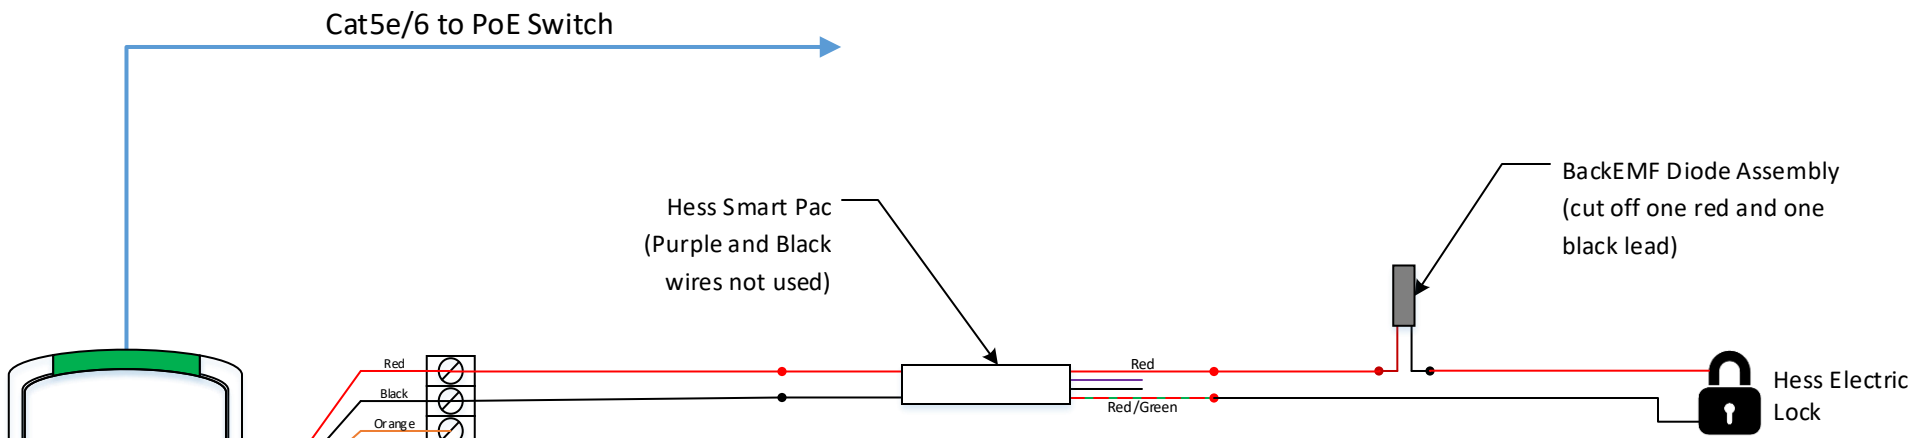 Cat5e/6 to PoE Switch
Hess Smart Pac
(Purple and Black
wires not used)
BackEMF Diode Assembly
(cut off one red and one
black lead)
Red
Black
Orange
Red
Red/Green
Hess Electric
Lock